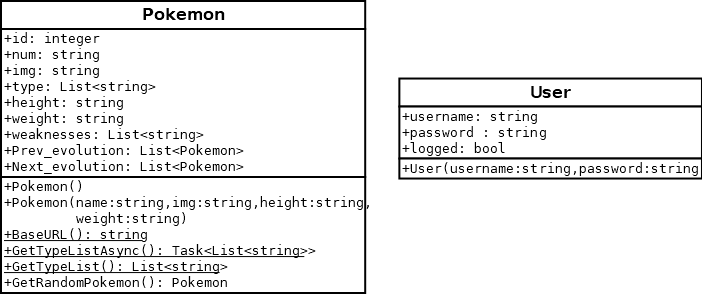 Pokemon
+id: integer
+num: string
+img: string
+type: List<string>
+height: string
+weight: string
+weaknesses: List<string>
+Prev_evolution: List<Pokemon>
+Next_evolution: List<Pokemon>
+Pokemon()
+Pokemon(name:string,img:string,height:string,
weight:string)
+BaseURL(): string
+GetTypeListAsync(): Task<List<string>>
+GetTypeList(): List<string>
+GetRandomPokemon(): Pokemon
User
+username: string
+password : string
+logged: bool
+User(username:string,password:string